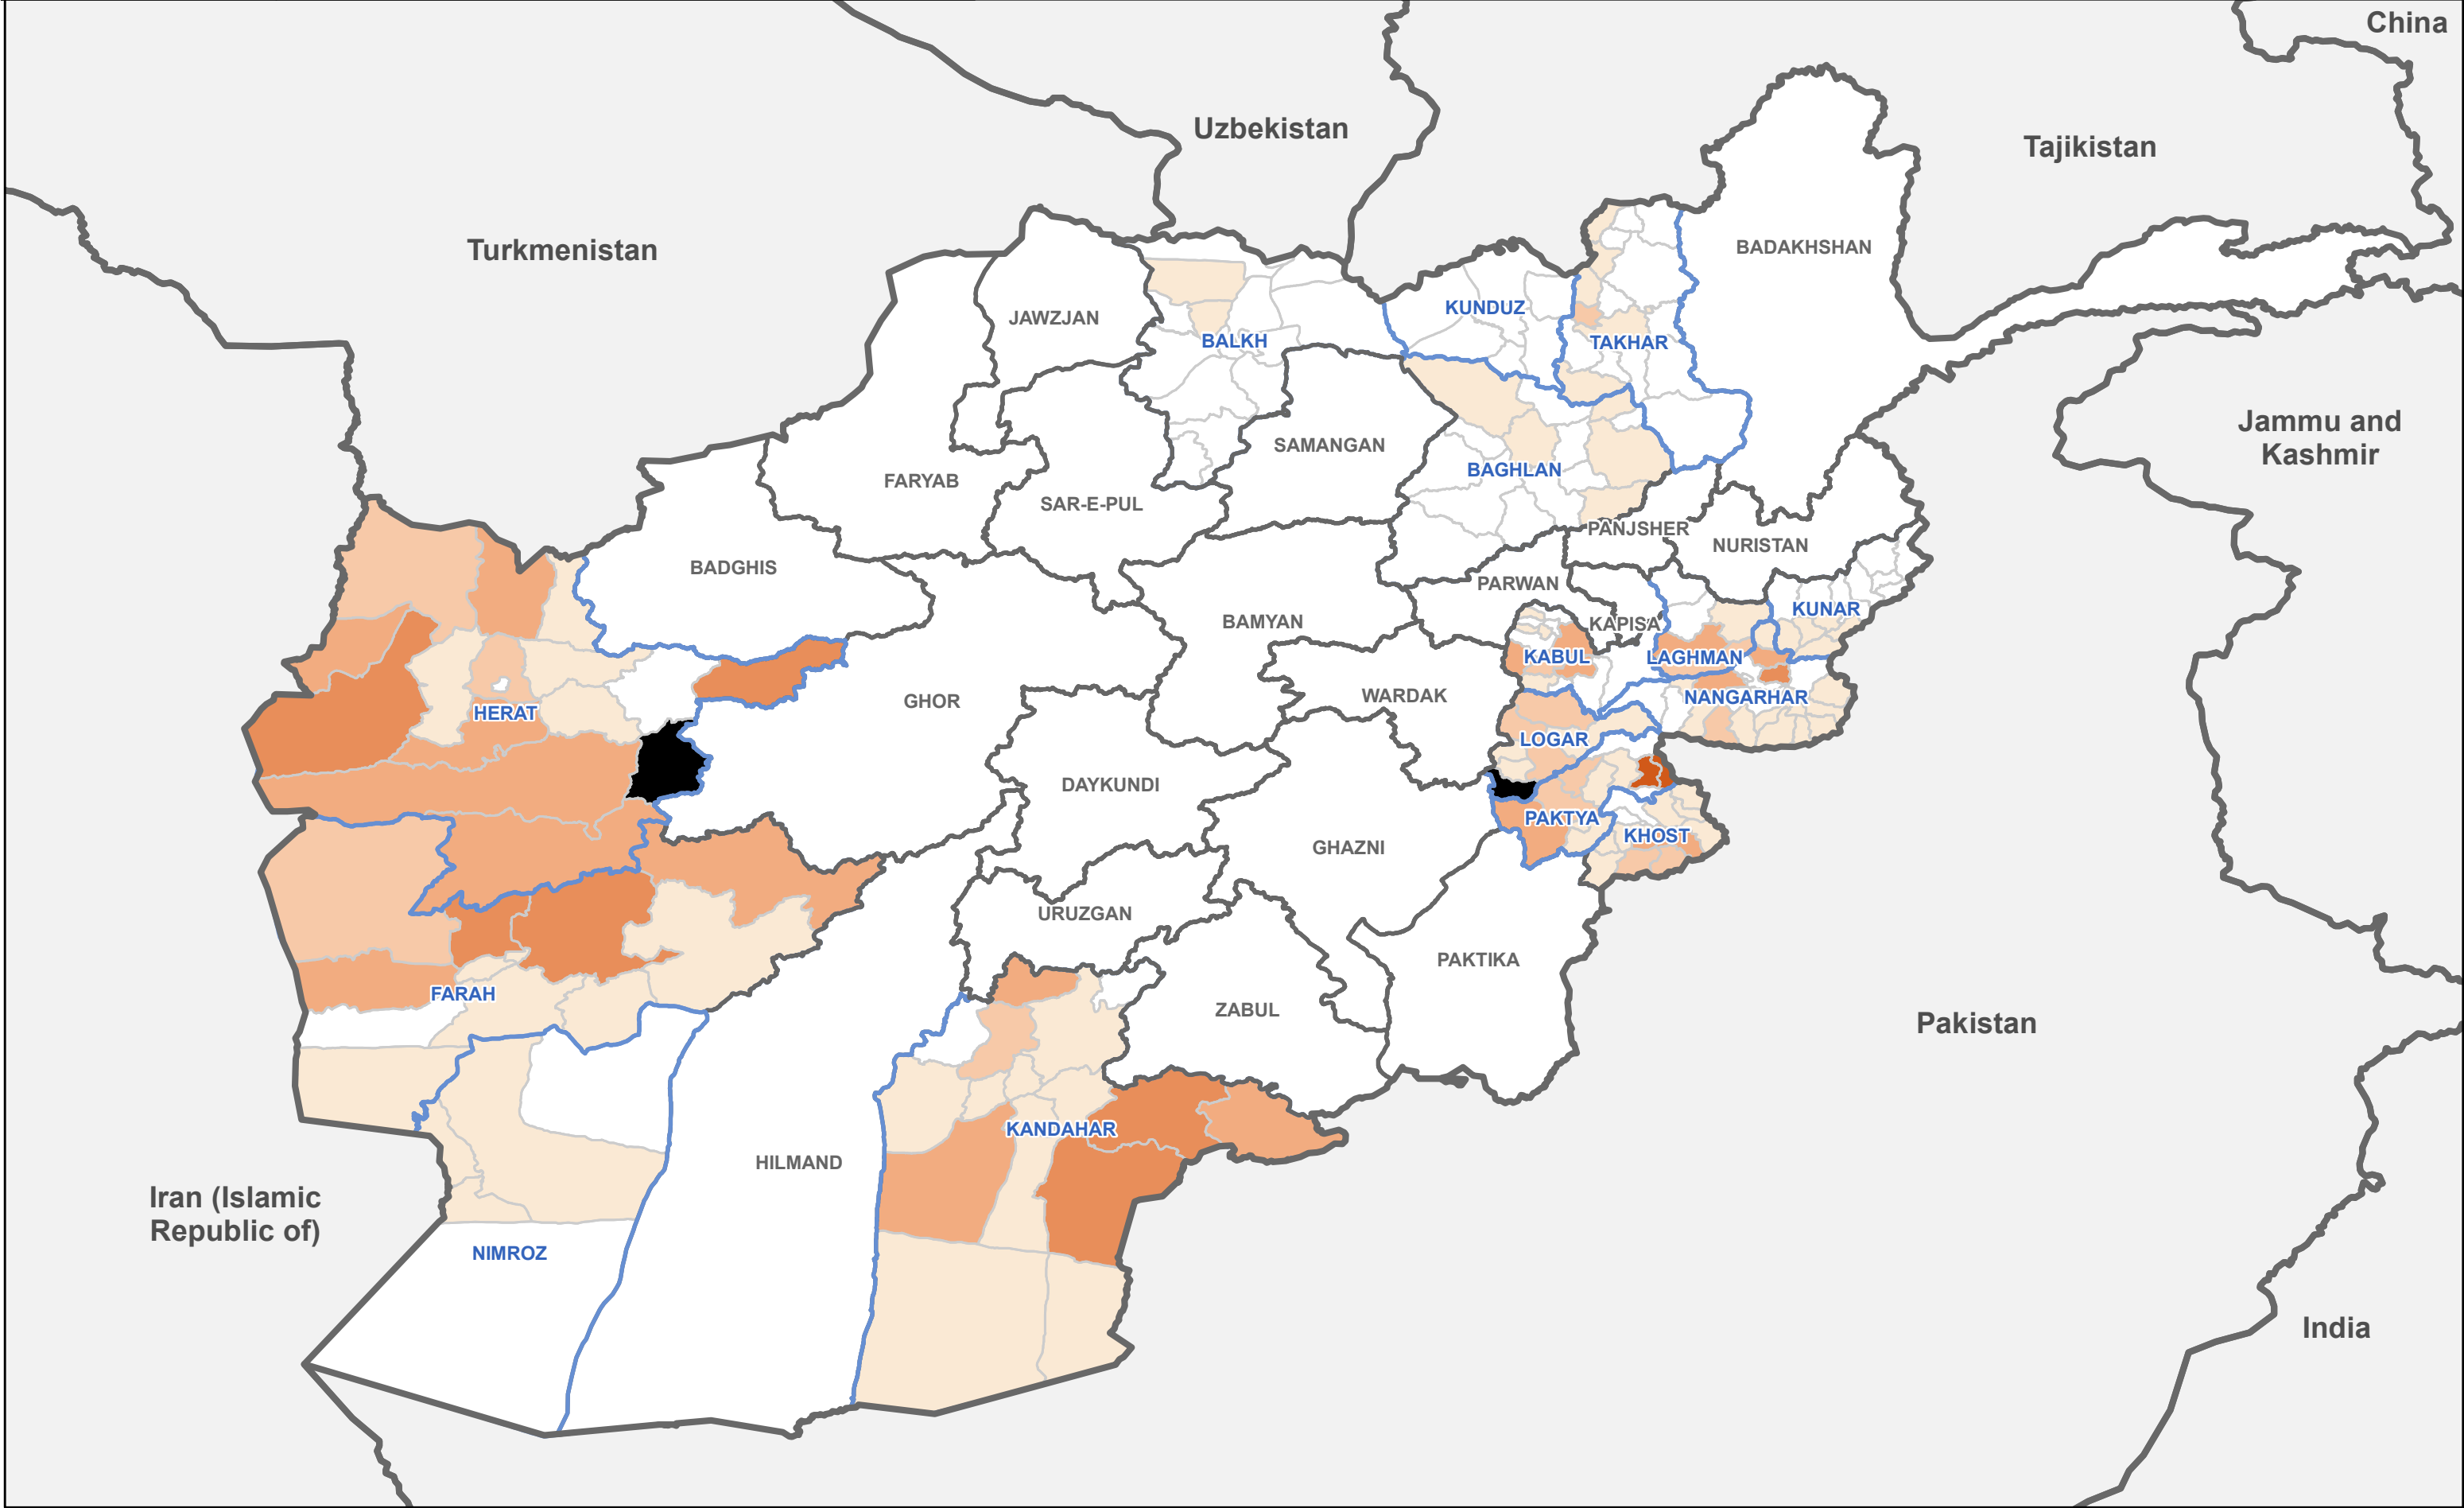 China
Uzbekistan
Tajikistan
Turkmenistan
BADAKHSHAN
KUNDUZ
JAWZJAN
BALKH
TAKHAR
Jammu and
Kashmir
SAMANGAN
BAGHLAN
FARYAB
SAR-E-PUL
PANJSHER
NURISTAN
BADGHIS
PARWAN
KUNAR
BAMYAN
KAPISA
KABUL
LAGHMAN
WARDAK
NANGARHAR
GHOR
HERAT
LOGAR
DAYKUNDI
PAKTYA
KHOST
GHAZNI
URUZGAN
PAKTIKA
FARAH
ZABUL
Pakistan
KANDAHAR
HILMAND
Iran (Islamic
Republic of)
NIMROZ
India